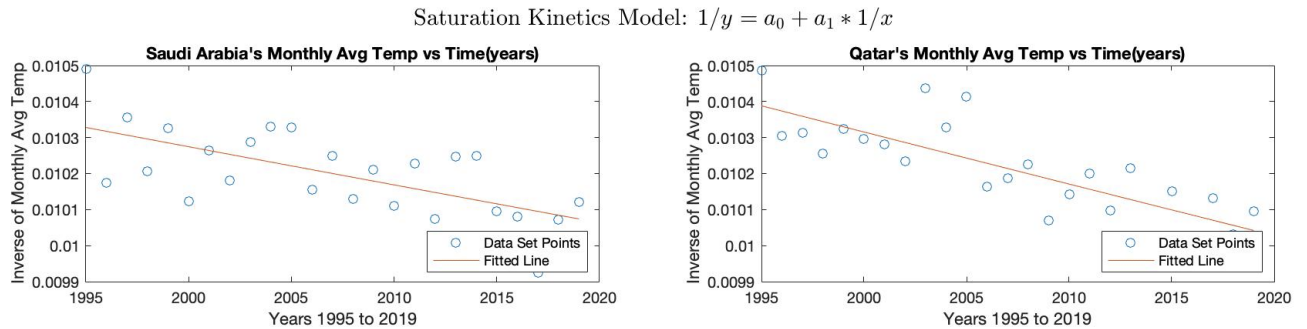 Saturation Kinetics Model: 1/y = a₀ + a₁ * 1/x
Saudi Arabia's Monthly Avg Temp vs Time(years)
Inverse of Monthly Avg Temp
0.0105
0.0104
0.0103
0.0102
0.0101
0.01
0.0099
1995 2000 2005 2010 2015 2020
Years 1995 to 2019
Data Set Points
Fitted Line
Qatar's Monthly Avg Temp vs Time(years)
Inverse of Monthly Avg Temp
0.0105
0.0104
0.0103
0.0102
0.0101
0.01
0.0099
1995 2000 2005 2010 2015 2020
Years 1995 to 2019
Data Set Points
Fitted Line